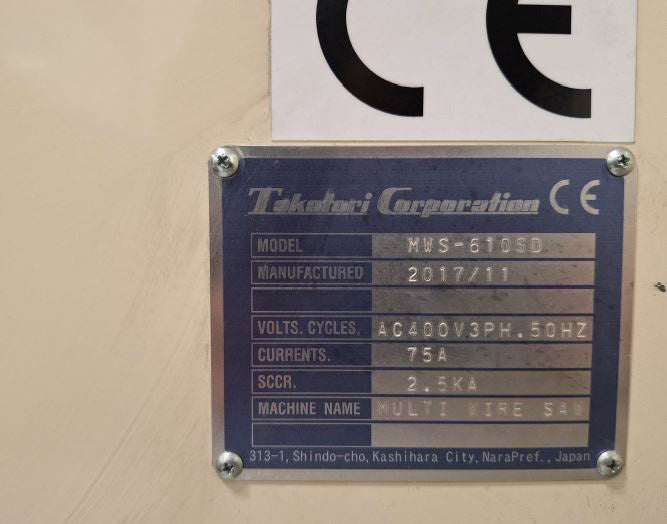 CE
Takatori Corporation CE
MODEL MWS-610SD
MANUFACTURED 2017/11
VOLTS. CYCLES. AC400V3PH.50HZ
CURRENTS. 75A
SCCR. 2.5KA
MACHINE NAME MULTI WIRE SAW
313-1, Shindo-cho, Kashihara City, NaraPref., Japan